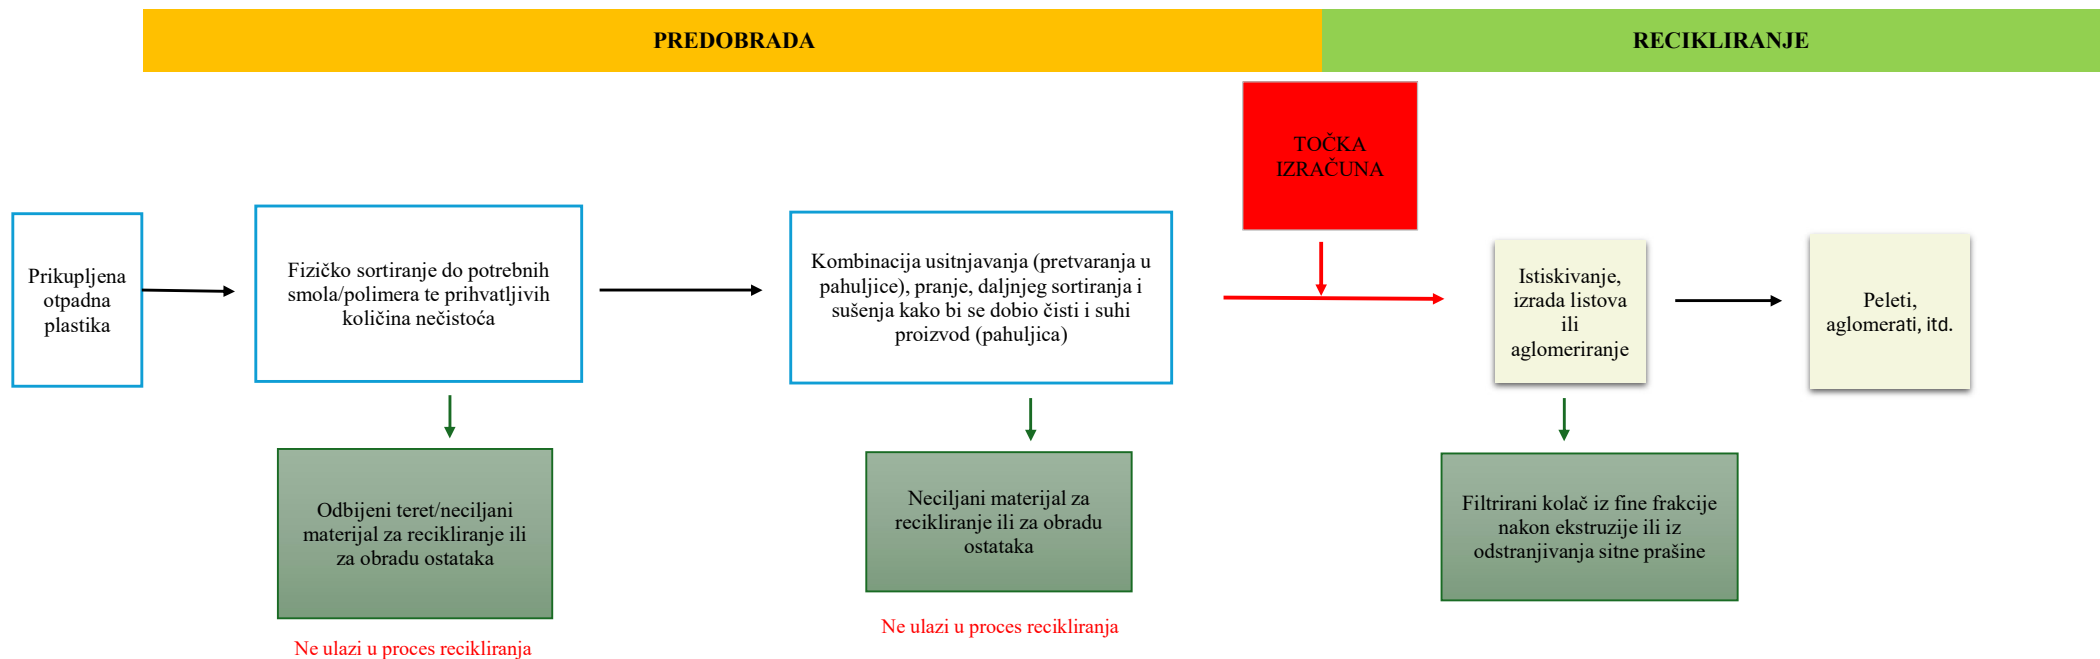 PREDOBRADA
RECIKLIRANJE
TOČKA
IZRAČUNA
Prikupljena
otpadna
plastika
Fizičko sortiranje do potrebnih
smola/polimera te prihvatljivih
količina nečistoća
Kombinacija usitnjavanja (pretvaranja u
pahuljice), pranje, daljnjeg sortiranja i
sušenja kako bi se dobio čisti i suhi
proizvod (pahuljica)
Istiskivanje,
izrada listova
ili
aglomeriranje
Peleti,
aglomerati, itd.
Odbijeni teret/neciljani
materijal za recikliranje ili
za obradu ostataka
Ne ulazi u proces recikliranja
Neciljani materijal za
recikliranje ili za obradu
ostataka
Ne ulazi u proces recikliranja
Filtrirani kolač iz fine frakcije
nakon ekstruzije ili iz
odstranjivanja sitne prašine